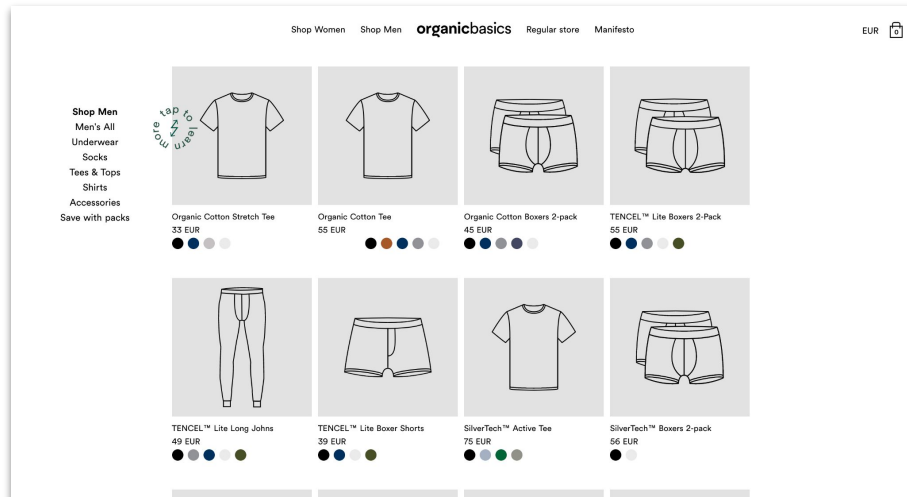 Shop Women Shop Men organicbasics Regular store Manifesto EUR 0
Shop Men
Men's All
Underwear
Socks
Tees & Tops
Shirts
Accessories
Save with packs
tap to learn more
Organic Cotton Stretch Tee
33 EUR
Organic Cotton Tee
55 EUR
Organic Cotton Boxers 2-pack
45 EUR
TENCEL™ Lite Boxers 2-Pack
55 EUR
TENCEL™ Lite Long Johns
49 EUR
TENCEL™ Lite Boxer Shorts
39 EUR
SilverTech™ Active Tee
75 EUR
SilverTech™ Boxers 2-pack
56 EUR